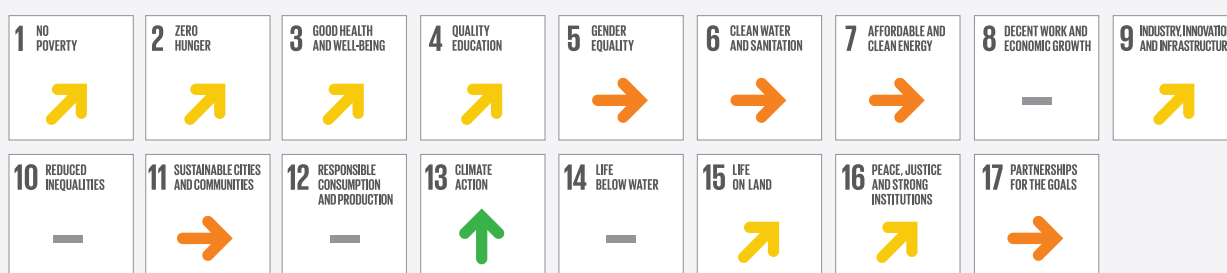 1 NO
POVERTY
2 ZERO
HUNGER
3 GOOD HEALTH
AND WELL-BEING
4 QUALITY
EDUCATION
5 GENDER
EQUALITY
6 CLEAN WATER
AND SANITATION
7 AFFORDABLE AND
CLEAN ENERGY
8 DECENT WORK AND
ECONOMIC GROWTH
9 INDUSTRY, INNOVATIO
AND INFRASTRUCTUR
10 REDUCED
INEQUALITIES
11 SUSTAINABLE CITIES
AND COMMUNITIES
12 RESPONSIBLE
CONSUMPTION
AND PRODUCTION
13 CLIMATE
ACTION
14 LIFE
BELOW WATER
15 LIFE
ON LAND
16 PEACE, JUSTICE
AND STRONG
INSTITUTIONS
17 PARTNERSHIPS
FOR THE GOALS